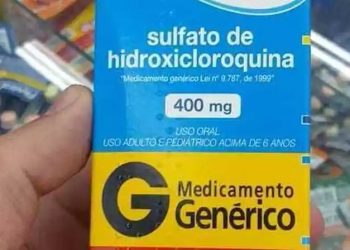 sulfato de
hidroxicloroquina
"Medicamento genérico Lei nº 9.787, de 1999"
400 mg
USO ORAL
USO ADULTO E PEDIÁTRICO ACIMA DE 6 ANOS
G Medicamento
Genérico